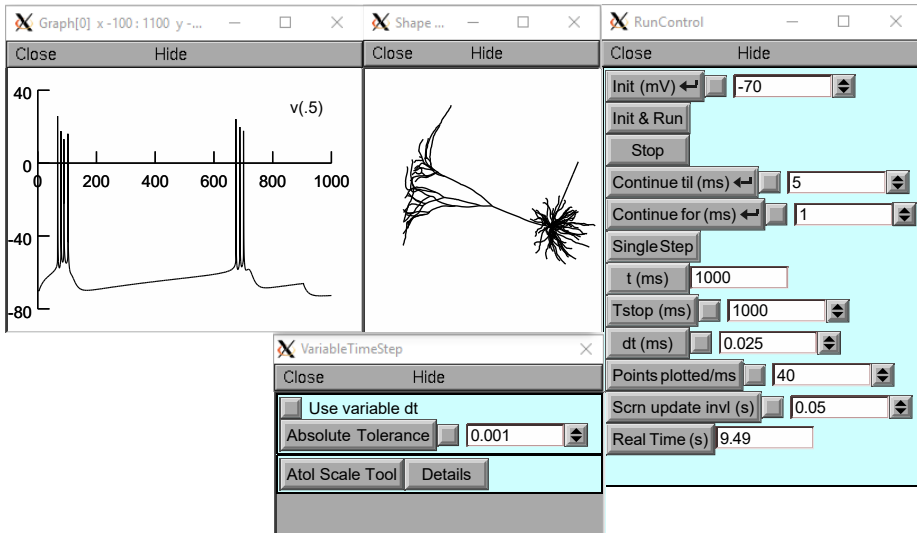 Graph[0] x -100 : 1100 y -...
Close Hide
40
0
-40
-80
0 200 400 600 800 1000
v(.5)
Shape ...
Close Hide
RunControl
Close Hide
Init (mV) -70
Init & Run
Stop
Continue til (ms) 5
Continue for (ms) 1
Single Step
t (ms) 1000
Tstop (ms) 1000
dt (ms) 0.025
Points plotted/ms 40
Scrn update invl (s) 0.05
Real Time (s) 9.49
VariableTimeStep
Close Hide
Use variable dt
Absolute Tolerance 0.001
Atol Scale Tool Details